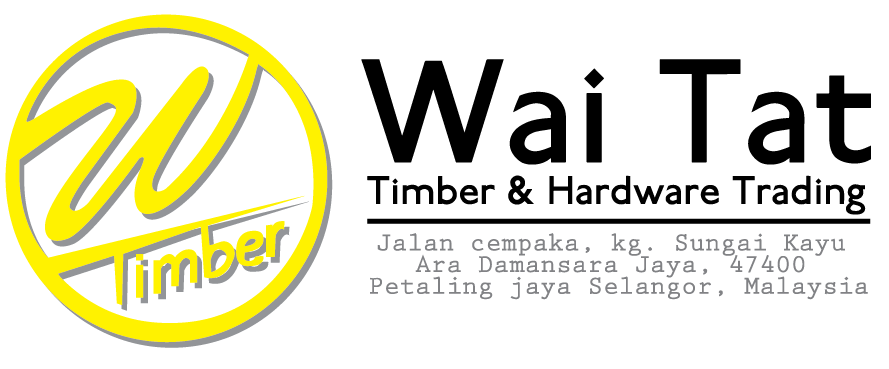 W
Timber
Wai Tat
Timber & Hardware Trading
Jalan cempaka, kg. Sungai Kayu
Ara Damansara Jaya, 47400
Petaling jaya Selangor, Malaysia